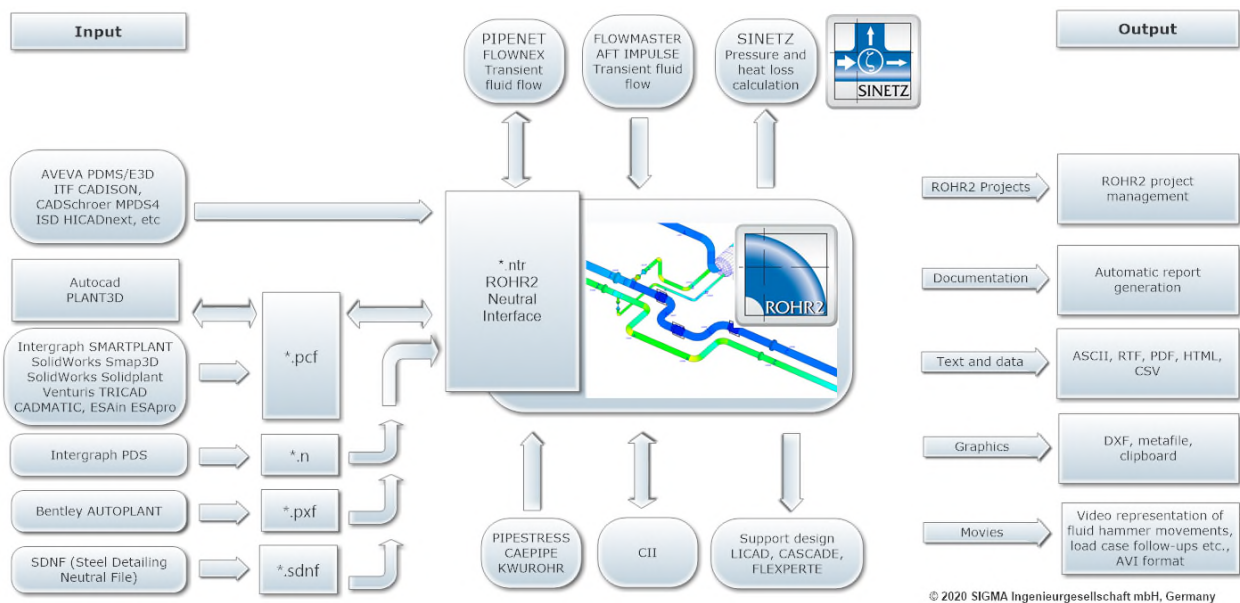 Input
PIPENET
FLOWNEX
Transient
fluid flow
FLOWMASTER
AFT IMPULSE
Transient fluid
flow
SINETZ
Pressure and
heat loss
calculation
ζ
SINETZ
Output
AVEVA PDMS/E3D
ITF CADISON,
CADSchroer MPDS4
ISD HICADnext, etc
Autocad
PLANT3D
Intergraph SMARTPLANT
SolidWorks Smap3D
SolidWorks Solidplant
Venturis TRICAD
CADMATIC, ESAin ESApro
*.pcf
Intergraph PDS
*.n
Bentley AUTOPLANT
*.pxf
SDNF (Steel Detailing
Neutral File)
*.sdnf
*.ntr
ROHR2
Neutral
Interface
ROHR2
PIPESTRESS
CAEPIPE
KWUROHR
CII
Support design
LICAD, CASCADE,
FLEXPERTE
ROHR2 Projects
ROHR2 project
management
Documentation
Automatic report
generation
Text and data
ASCII, RTF, PDF, HTML,
CSV
Graphics
DXF, metafile,
clipboard
Movies
Video representation of
fluid hammer movements,
load case follow-ups etc.,
AVI format
© 2020 SIGMA Ingenieurgesellschaft mbH, Germany